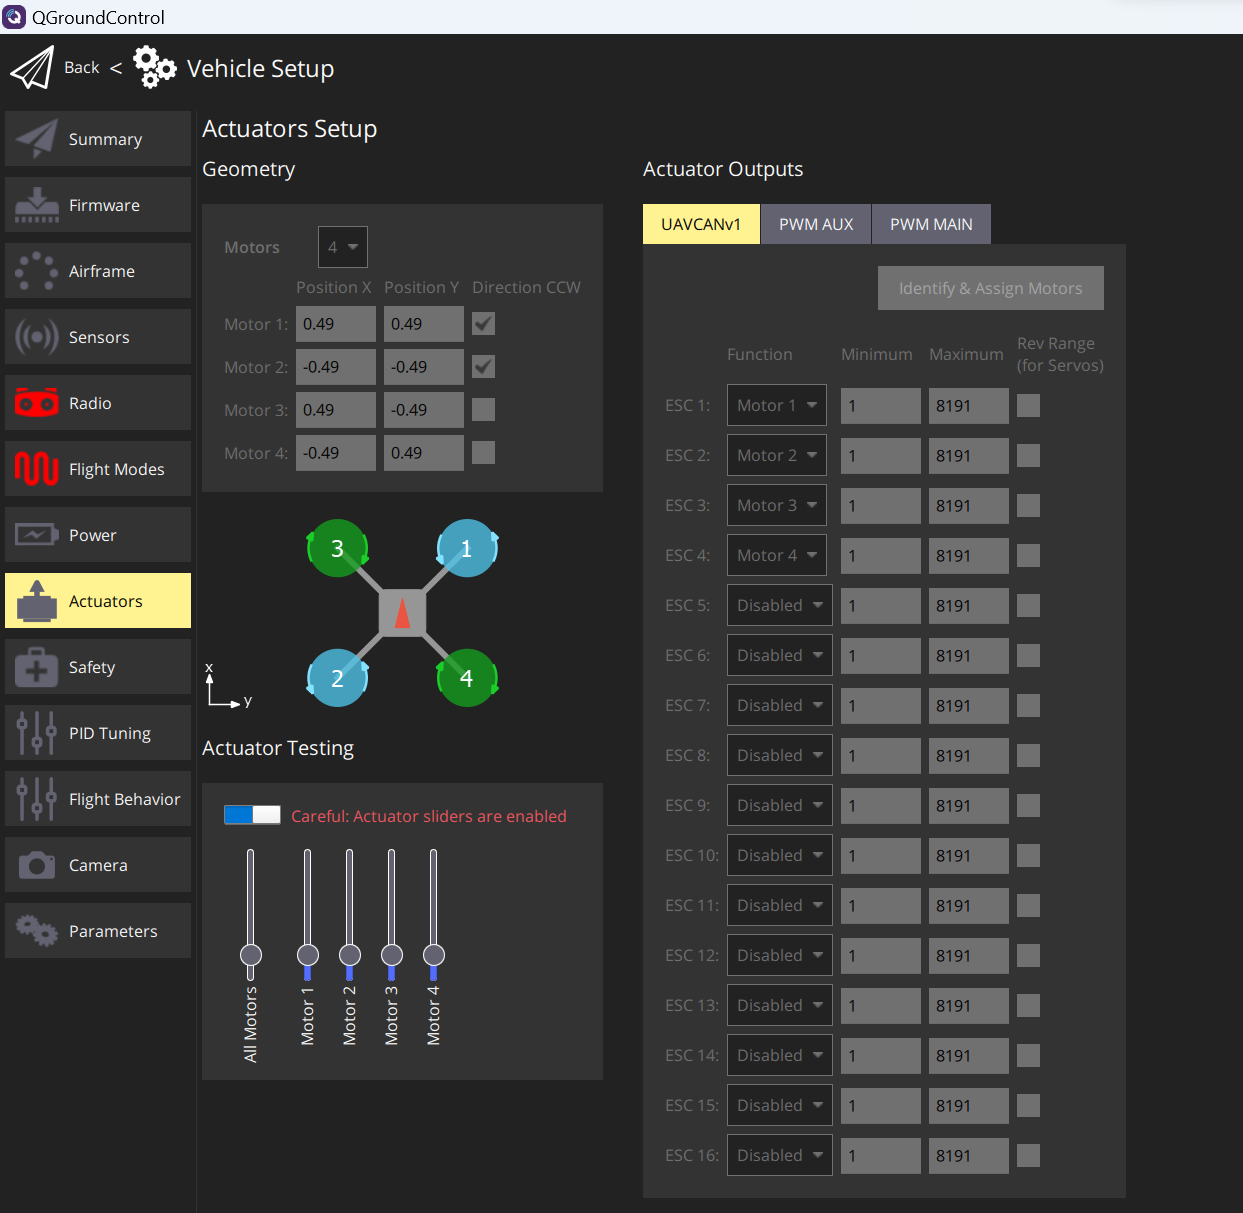 QGroundControl
Back < Vehicle Setup
Summary
Firmware
Airframe
Sensors
Radio
Flight Modes
Power
Actuators
Safety
PID Tuning
Flight Behavior
Camera
Parameters
Actuators Setup
Geometry
Motors 4
Position X Position Y Direction CCW
Motor 1: 0.49 0.49
Motor 2: -0.49 -0.49
Motor 3: 0.49 -0.49
Motor 4: -0.49 0.49
3 1
2 4
x
y
Actuator Testing
Careful: Actuator sliders are enabled
All Motors
Motor 1
Motor 2
Motor 3
Motor 4
Actuator Outputs
UAVCANv1 PWM AUX PWM MAIN
Identify & Assign Motors
Function Minimum Maximum Rev Range
(for Servos)
ESC 1: Motor 1 1 8191
ESC 2: Motor 2 1 8191
ESC 3: Motor 3 1 8191
ESC 4: Motor 4 1 8191
ESC 5: Disabled 1 8191
ESC 6: Disabled 1 8191
ESC 7: Disabled 1 8191
ESC 8: Disabled 1 8191
ESC 9: Disabled 1 8191
ESC 10: Disabled 1 8191
ESC 11: Disabled 1 8191
ESC 12: Disabled 1 8191
ESC 13: Disabled 1 8191
ESC 14: Disabled 1 8191
ESC 15: Disabled 1 8191
ESC 16: Disabled 1 8191